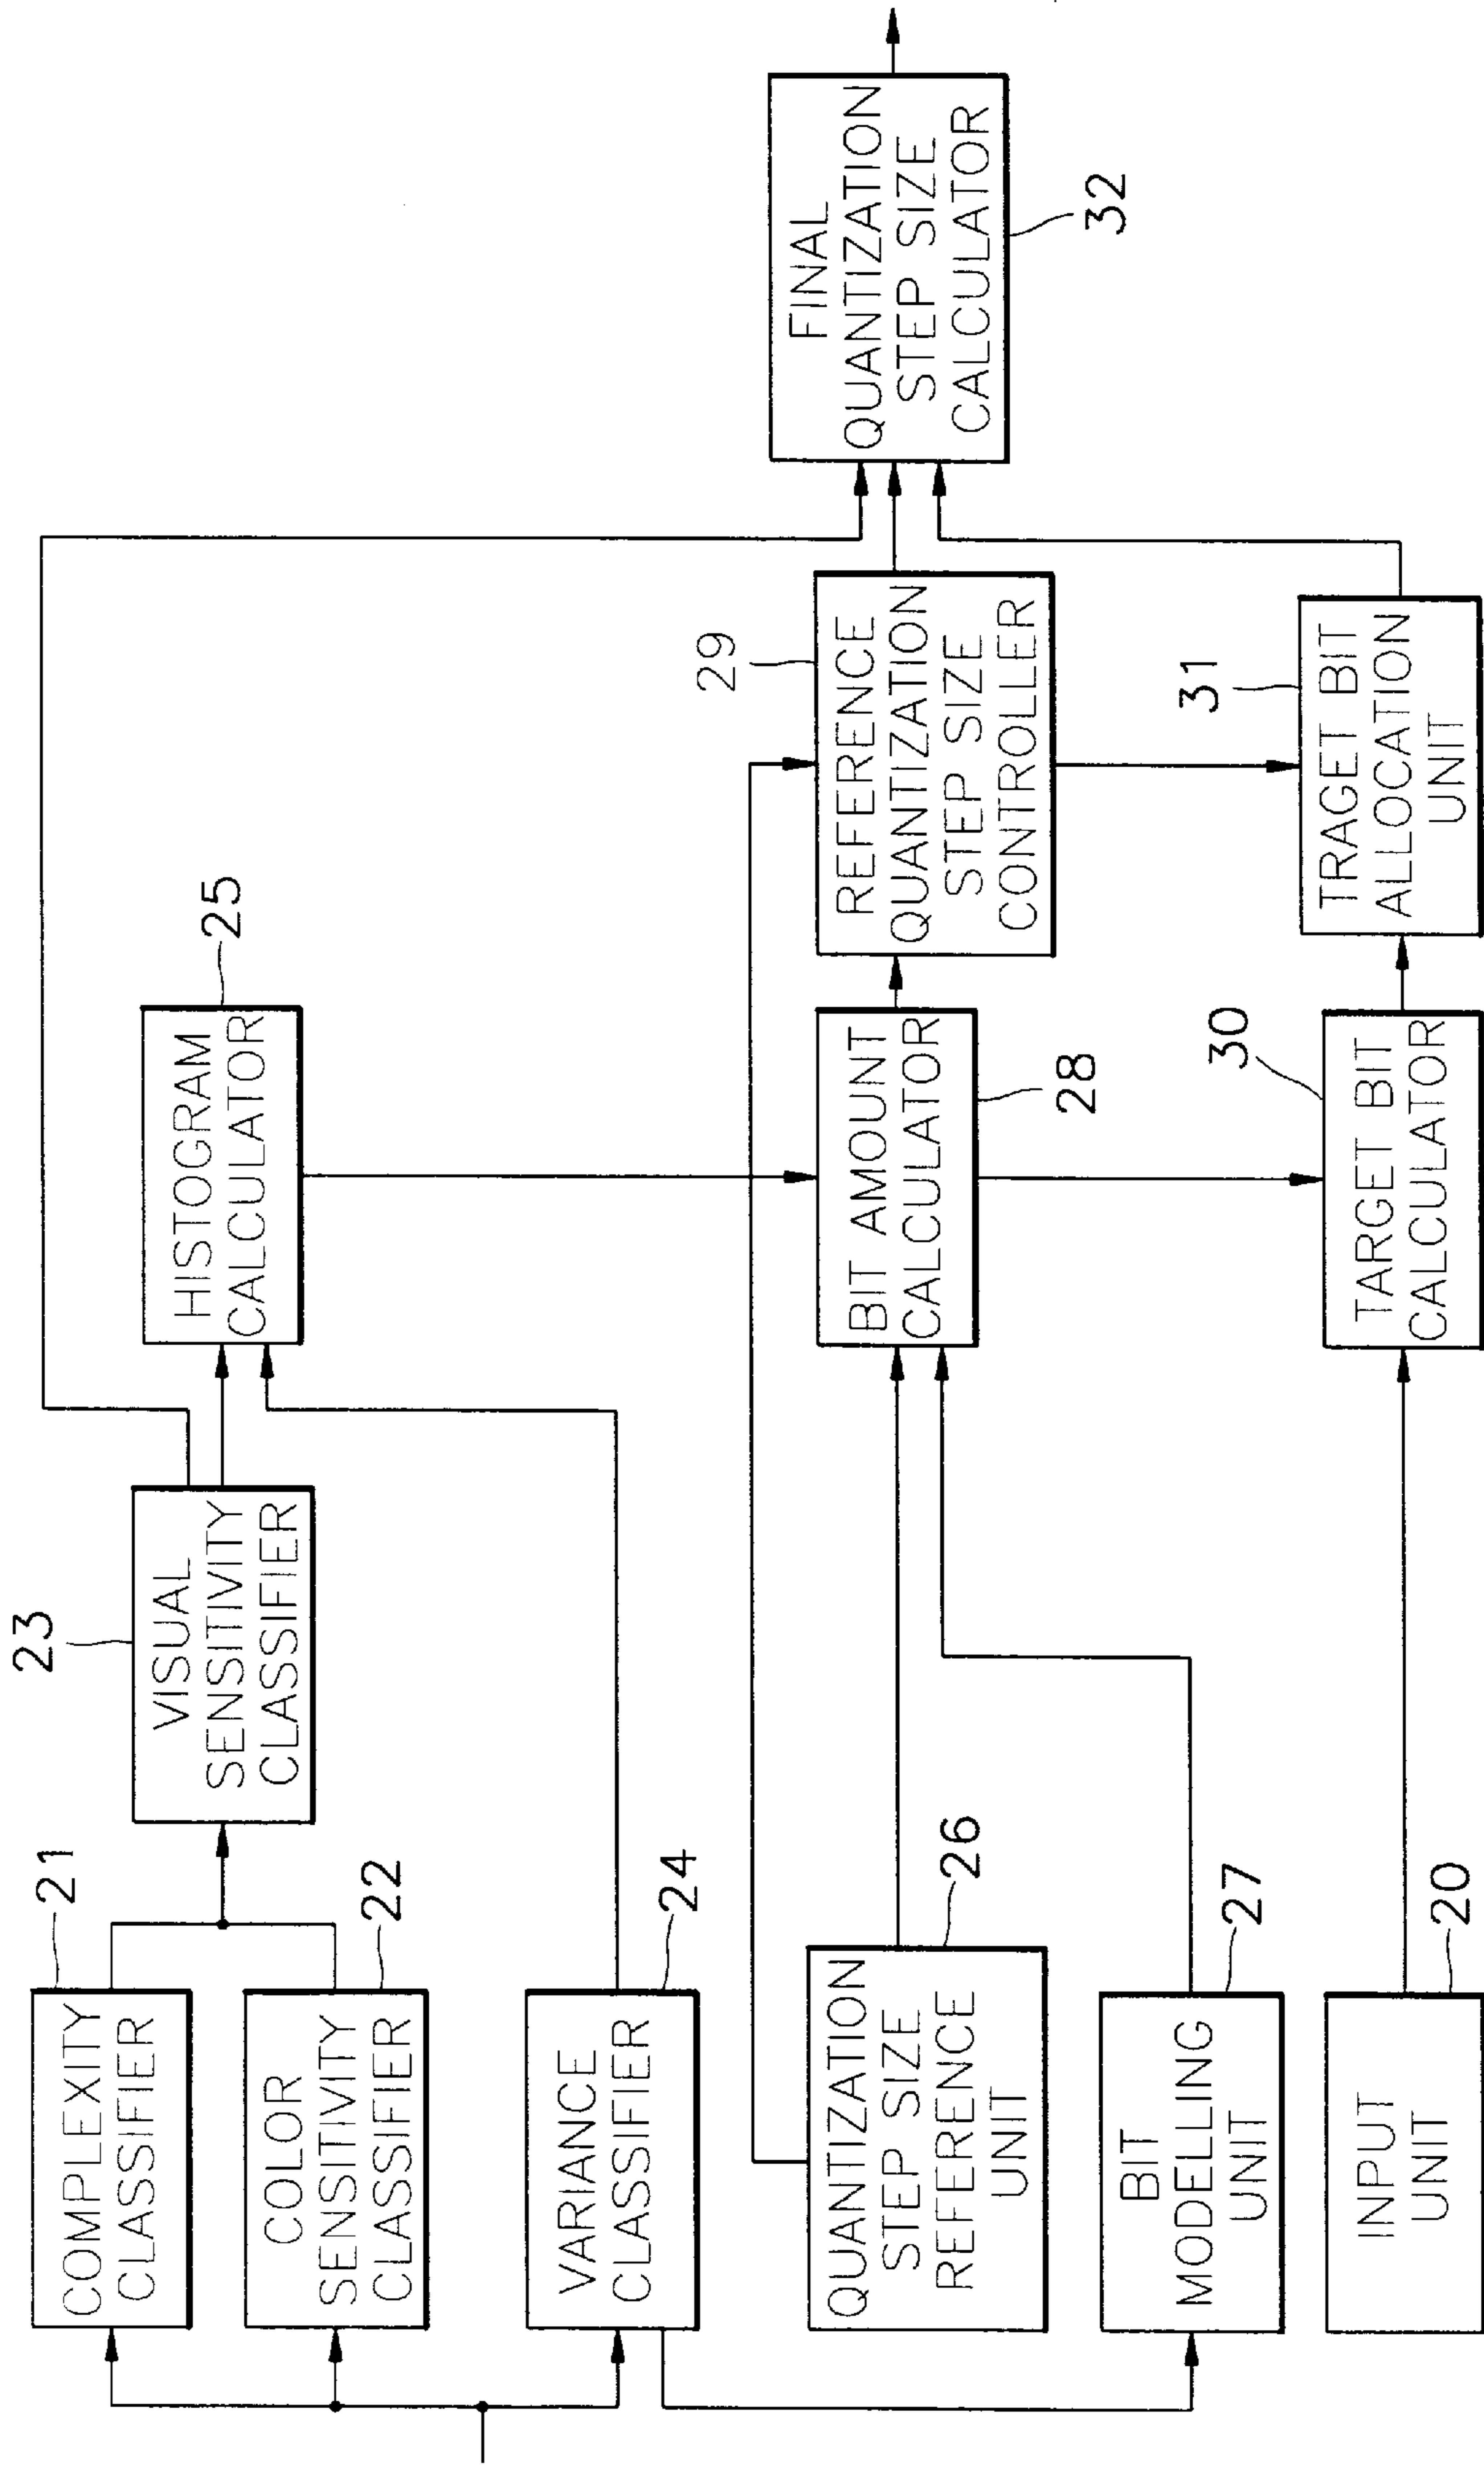 21
COMPLEXITY
CLASSIFIER
22
COLOR
SENSITIVITY
CLASSIFIER
23
VISUAL
SENSITIVITY
CLASSIFIER
24
VARIANCE
CLASSIFIER
25
HISTOGRAM
CALCULATOR
26
QUANTIZATION
STEP SIZE
REFERENCE
UNIT
27
BIT
MODELLING
UNIT
28
BIT AMOUNT
CALCULATOR
29
REFERENCE
QUANTIZATION
STEP SIZE
CONTROLLER
20
INPUT
UNIT
30
TARGET BIT
CALCULATOR
31
TRAGET BIT
ALLOCATION
UNIT
32
FINAL
QUANTIZATION
STEP SIZE
CALCULATOR